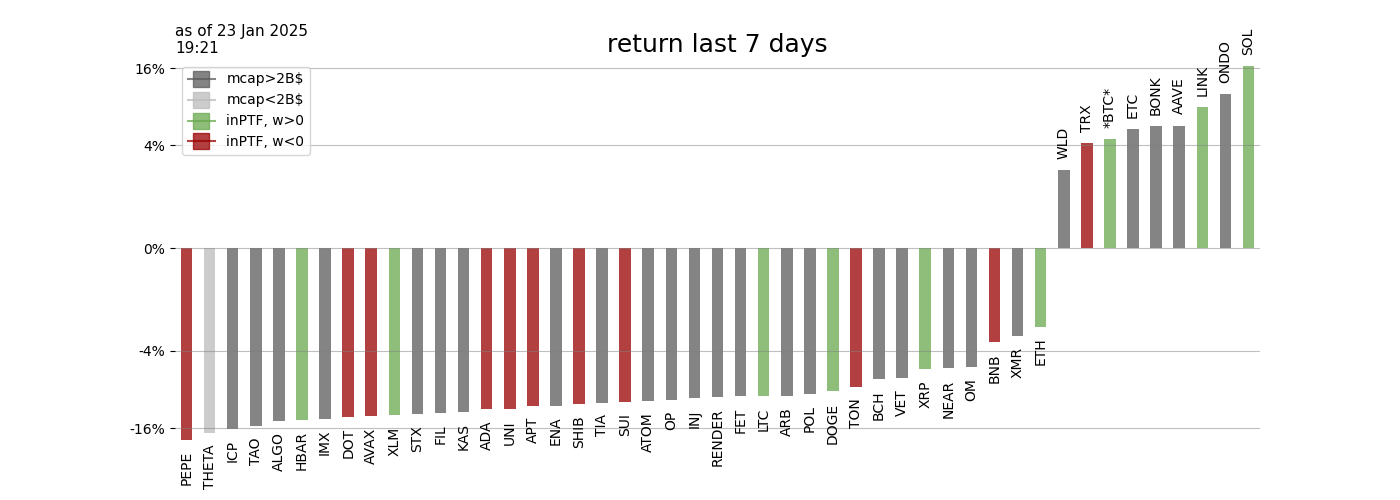 as of 23 Jan 2025
19:21
return last 7 days
mcap>2B$
mcap<2B$
inPTF, w>0
inPTF, w<0
16%
4%
0%
-4%
-16%
PEPE
THETA
ICP
TAO
ALGO
HBAR
IMX
DOT
AVAX
XLM
STX
FIL
KAS
ADA
UNI
APT
ENA
SHIB
TIA
SUI
ATOM
OP
INJ
RENDER
FET
LTC
ARB
POL
DOGE
TON
BCH
VET
XRP
NEAR
OM
BNB
XMR
ETH
WLD
TRX
*BTC*
ETC
BONK
AAVE
LINK
ONDO
SOL